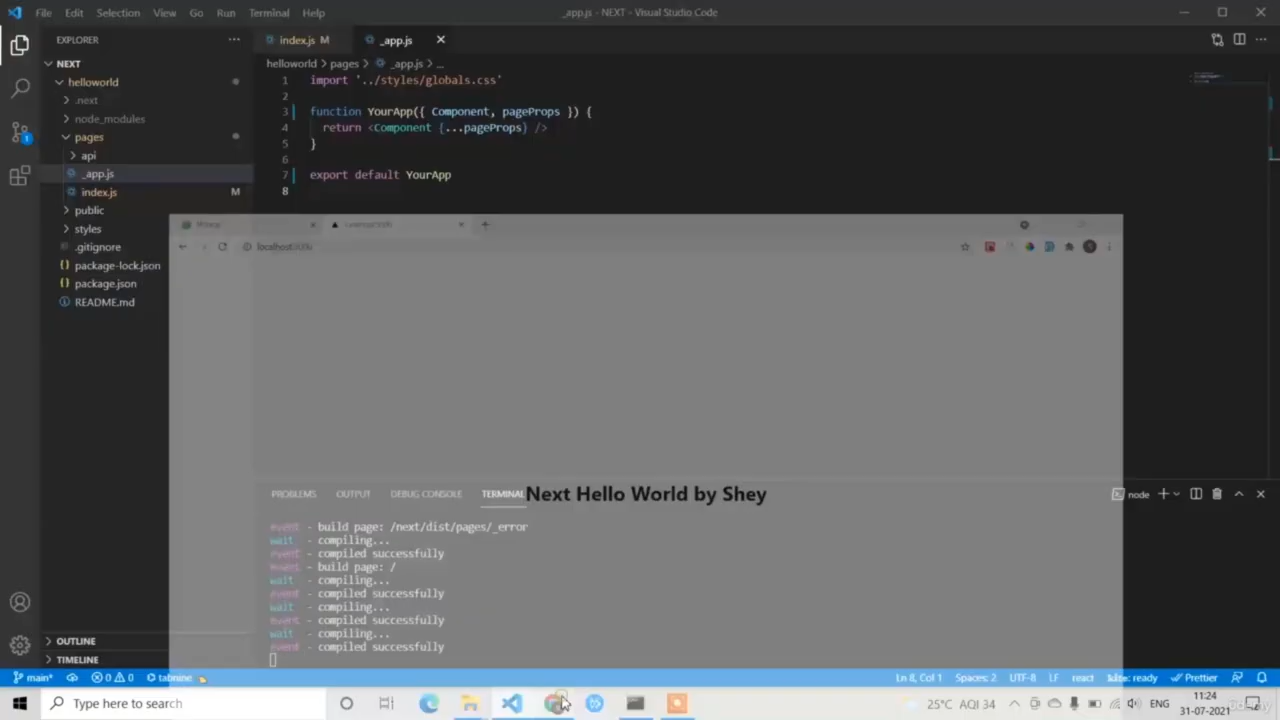 File Edit Selection View Go Run Terminal Help
_app.js - NEXT - Visual Studio Code
EXPLORER
NEXT
helloworld
.next
node_modules
pages
api
_app.js
index.js M
public
styles
.gitignore
package-lock.json
package.json
README.md
OUTLINE
TIMELINE
index.js M
_app.js
helloworld > pages > _app.js > ...
1 import '../styles/globals.css'
2
3 function YourApp({ Component, pageProps }) {
4 return <Component {...pageProps} />
5 }
6
7 export default YourApp
8
Next Hello World by Shey
PROBLEMS OUTPUT DEBUG CONSOLE TERMINAL
node
event - build page: /next/dist/pages/_error
wait - compiling...
event - compiled successfully
event - build page: /
wait - compiling...
event - compiled successfully
wait - compiling...
event - compiled successfully
wait - compiling...
event - compiled successfully
main* 0 0 tabnine
Ln 8, Col 1 Spaces: 2 UTF-8 LF react Prettier
Type here to search
25°C AQI 34 ENG
11:24
31-07-2021